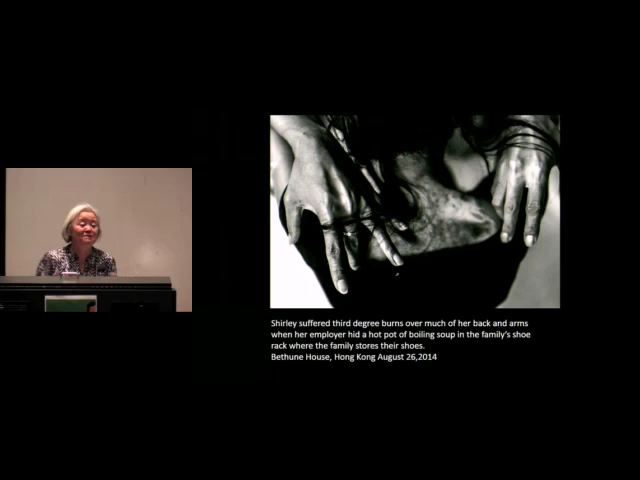 Shirley suffered third degree burns over much of her back and arms
when her employer hid a hot pot of boiling soup in the family's shoe
rack where the family stores their shoes.
Bethune House, Hong Kong August 26,2014